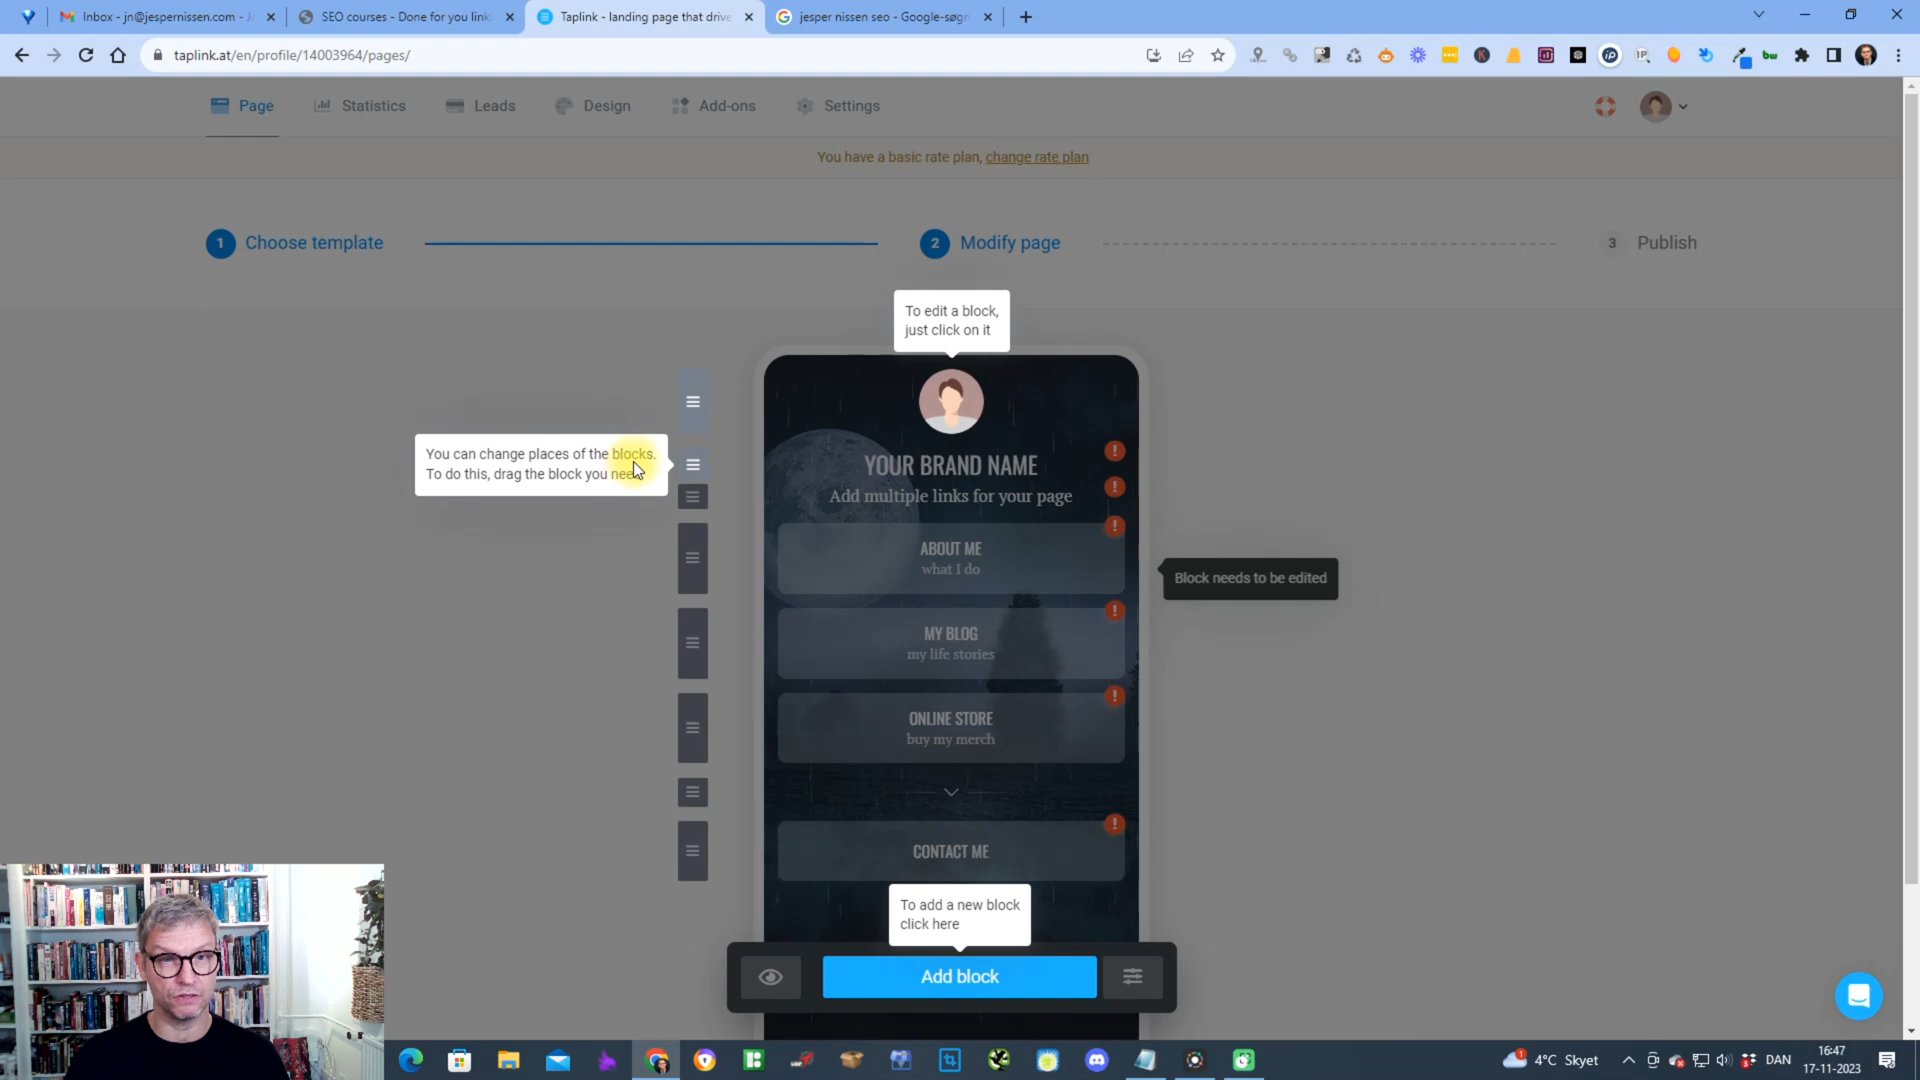 Inbox - jn@jespernissen.com - J
SEO courses - Done for you link
Taplink - landing page that drive
jesper nissen seo - Google-søgn
taplink.at/en/profile/14003964/pages/
Page
Statistics
Leads
Design
Add-ons
Settings
You have a basic rate plan, change rate plan
1 Choose template
2 Modify page
3 Publish
To edit a block,
just click on it
You can change places of the blocks.
To do this, drag the block you need
YOUR BRAND NAME
Add multiple links for your page
ABOUT ME
what I do
Block needs to be edited
MY BLOG
my life stories
ONLINE STORE
buy my merch
CONTACT ME
To add a new block
click here
Add block
4°C Skyet
DAN
16:47
17-11-2023